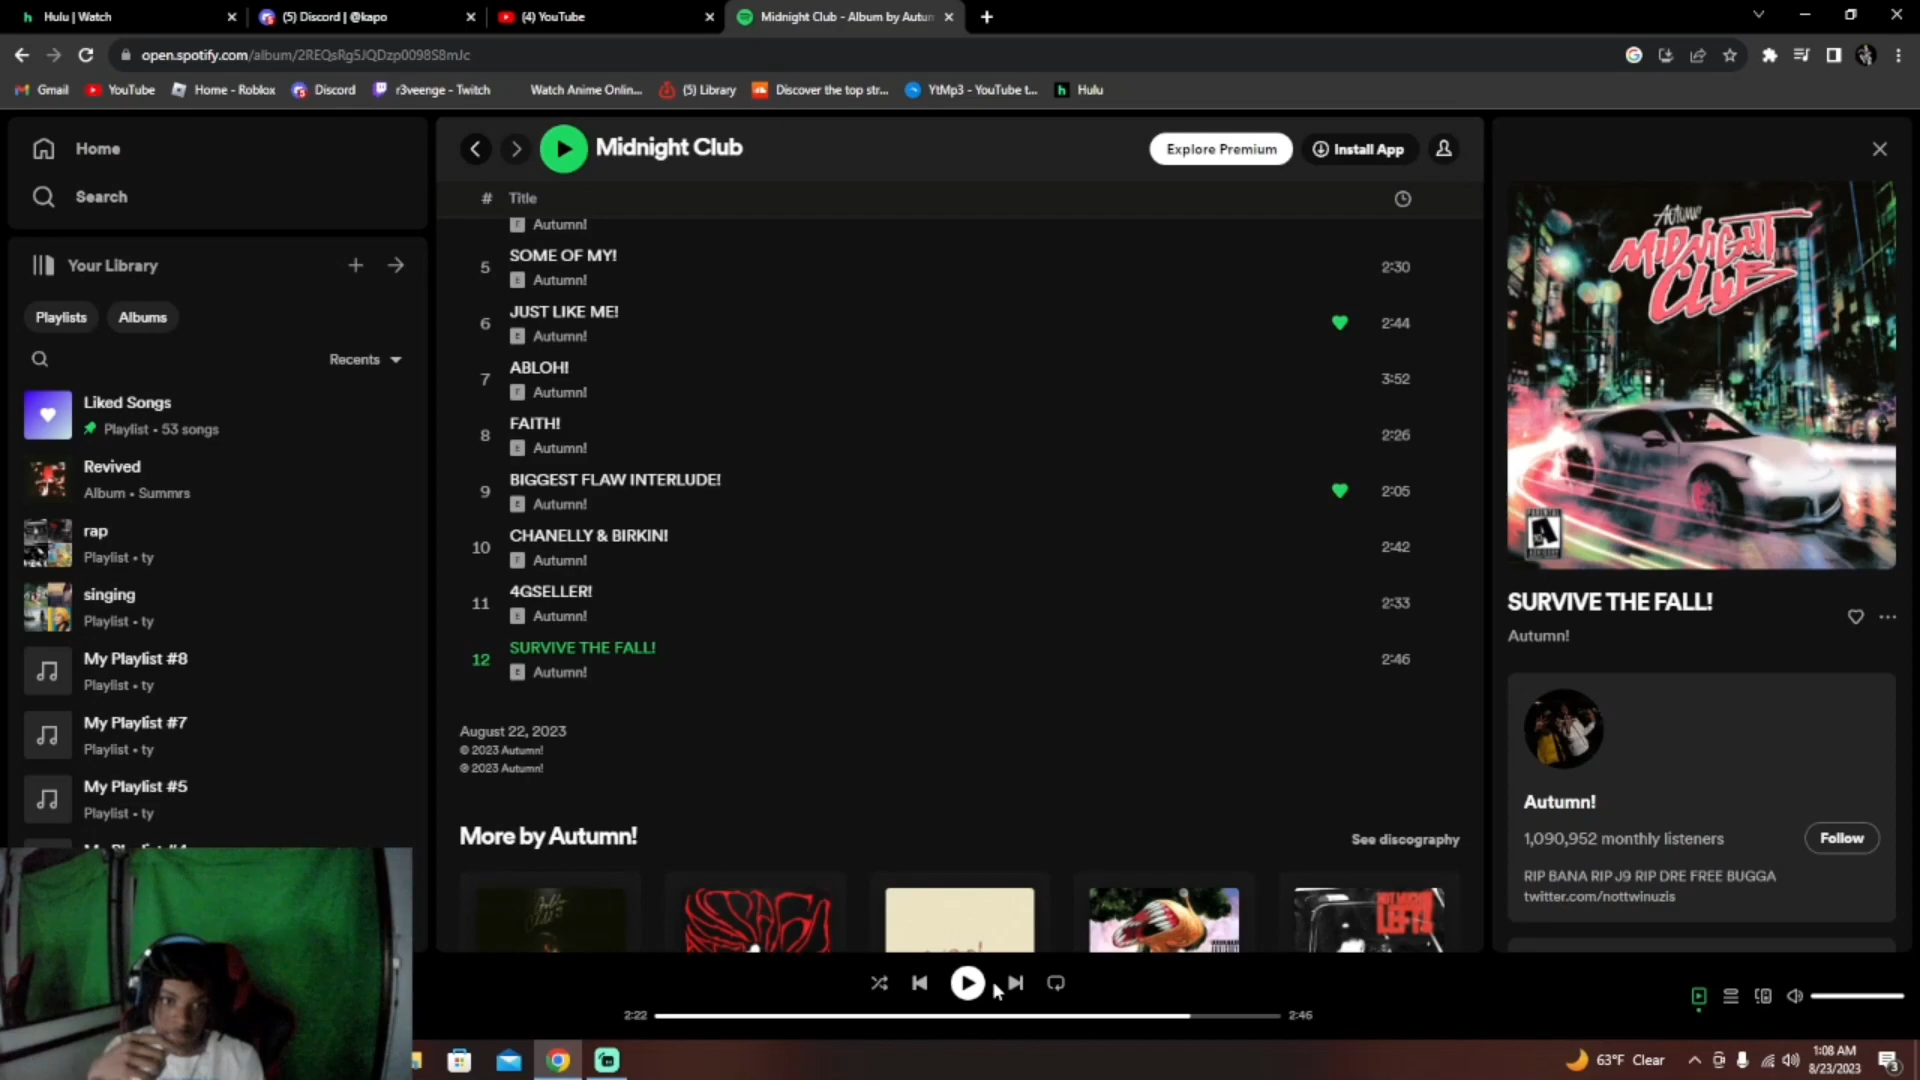 Hulu | Watch
(5) Discord | @kapo
(4) YouTube
Midnight Club - Album by Autum
open.spotify.com/album/2REQsRg5JQDzp0098S8mJc
Gmail
YouTube
Home - Roblox
Discord
r3veenge - Twitch
Watch Anime Onlin...
(5) Library
Discover the top str...
YtMp3 - YouTube t...
Hulu
Home
Search
Your Library
Playlists
Albums
Recents
Liked Songs
Playlist • 53 songs
Revived
Album • Summrs
rap
Playlist • ty
singing
Playlist • ty
My Playlist #8
Playlist • ty
My Playlist #7
Playlist • ty
My Playlist #5
Playlist • ty
Midnight Club
Explore Premium
Install App
# Title
E Autumn!
5 SOME OF MY! 2:30
E Autumn!
6 JUST LIKE ME! 2:44
E Autumn!
7 ABLOH! 3:52
E Autumn!
8 FAITH! 2:26
E Autumn!
9 BIGGEST FLAW INTERLUDE! 2:05
E Autumn!
10 CHANELLY & BIRKIN! 2:42
E Autumn!
11 4GSELLER! 2:33
E Autumn!
12 SURVIVE THE FALL! 2:46
E Autumn!
August 22, 2023
© 2023 Autumn!
℗ 2023 Autumn!
More by Autumn!
See discography
NOT
LEFT
Autumn!
MIDNIGHT
CLUB
A
SURVIVE THE FALL!
Autumn!
Autumn!
1,090,952 monthly listeners
Follow
RIP BANA RIP J9 RIP DRE FREE BUGGA
twitter.com/nottwinuzis
2:22
2:46
63°F Clear
1:08 AM
8/23/2023
3